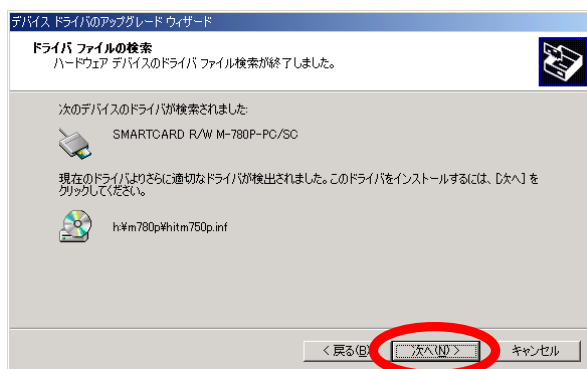 デバイス ドライバのアップグレード ウィザード
ドライバ ファイルの検索
ハードウェア デバイスのドライバ ファイル検索が終了しました。
次のデバイスのドライバが検索されました:
SMARTCARD R/W M-780P-PC/SC
現在のドライバよりさらに適切なドライバが検出されました。このドライバをインストールするには、[次へ] を
クリックしてください。
h:¥m780p¥hitm750p.inf
< 戻る(B) 次へ(N) > キャンセル